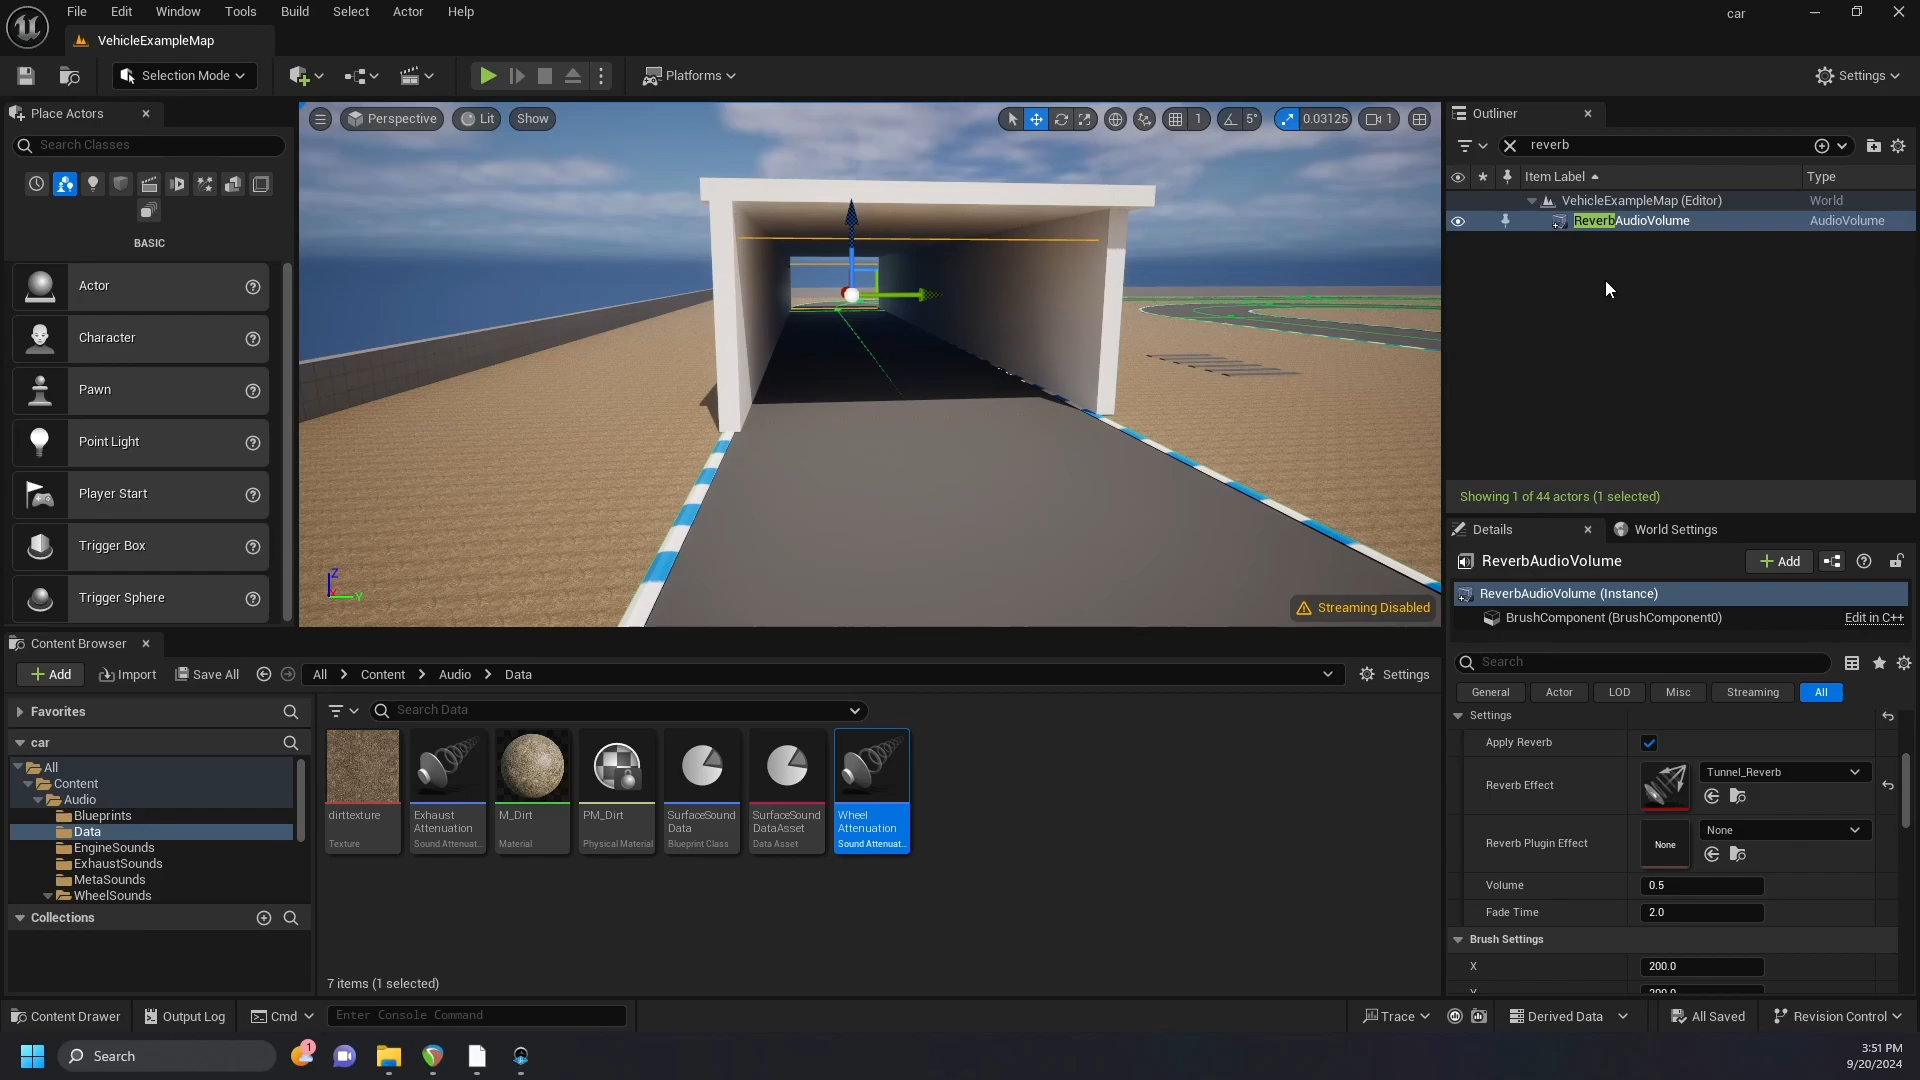 File Edit Window Tools Build Select Actor Help
car
VehicleExampleMap
Selection Mode
Platforms
Settings
Place Actors
Search Classes
BASIC
Actor
Character
Pawn
Point Light
Player Start
Trigger Box
Trigger Sphere
Perspective Lit Show
1 5° 0.03125 1
Z
Y
Streaming Disabled
Outliner
reverb
Item Label Type
VehicleExampleMap (Editor) World
ReverbAudioVolume AudioVolume
Showing 1 of 44 actors (1 selected)
Details World Settings
ReverbAudioVolume Add
ReverbAudioVolume (Instance)
BrushComponent (BrushComponent0) Edit in C++
Search
General Actor LOD Misc Streaming All
Settings
Apply Reverb
Reverb Effect Tunnel_Reverb
Reverb Plugin Effect None None
Volume 0.5
Fade Time 2.0
Brush Settings
X 200.0
Content Browser
Add Import Save All All Content Audio Data Settings
Favorites
car
All
Content
Audio
Blueprints
Data
EngineSounds
ExhaustSounds
MetaSounds
WheelSounds
Collections
Search Data
dirttexture
Texture
Exhaust
Attenuation
Sound Attenuat...
M_Dirt
Material
PM_Dirt
Physical Material
SurfaceSound
Data
Blueprint Class
SurfaceSound
DataAsset
Data Asset
Wheel
Attenuation
Sound Attenuat...
7 items (1 selected)
Content Drawer Output Log Cmd Enter Console Command Trace Derived Data All Saved Revision Control
Search
1
3:51 PM
9/20/2024